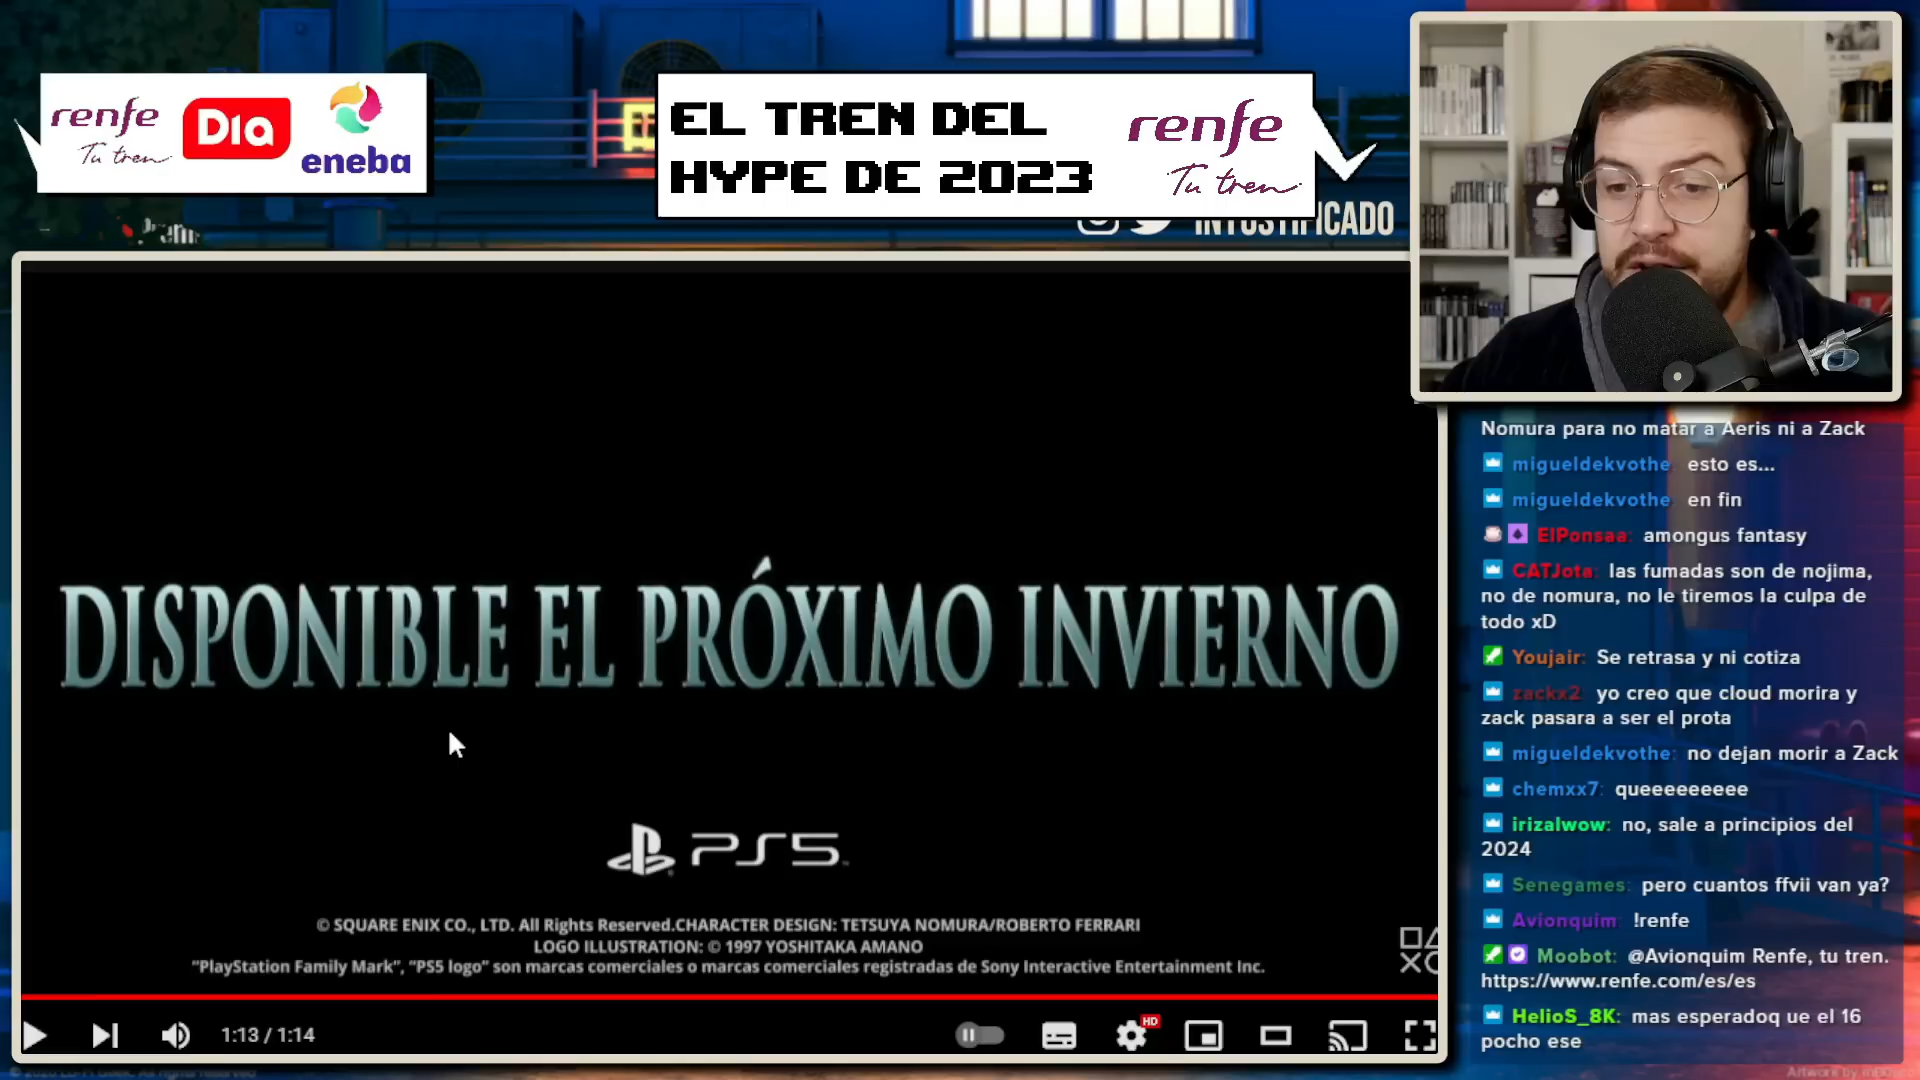 renfe
Tu tren
Dia
eneba
EL TREN DEL
HYPE DE 2023
renfe
Tu tren
INTUSTIFICADO
DISPONIBLE EL PRÓXIMO INVIERNO
PS5
© SQUARE ENIX CO., LTD. All Rights Reserved.CHARACTER DESIGN: TETSUYA NOMURA/ROBERTO FERRARI
LOGO ILLUSTRATION: © 1997 YOSHITAKA AMANO
"PlayStation Family Mark", "PS5 logo" son marcas comerciales o marcas comerciales registradas de Sony Interactive Entertainment Inc.
1:13 / 1:14
HD
Nomura para no matar a Aeris ni a Zack
migueldekvothe: esto es...
migueldekvothe: en fin
ElPonsaa: amongus fantasy
CATJota: las fumadas son de nojima,
no de nomura, no le tiremos la culpa de
todo xD
Youjair: Se retrasa y ni cotiza
zackx2: yo creo que cloud morira y
zack pasara a ser el prota
migueldekvothe: no dejan morir a Zack
chemxx7: queeeeeeeee
irizalwow: no, sale a principios del
2024
Senegames: pero cuantos ffvii van ya?
Avionquim: !renfe
Moobot: @Avionquim Renfe, tu tren.
https://www.renfe.com/es/es
HelioS_8K: mas esperadoq ue el 16
pocho ese